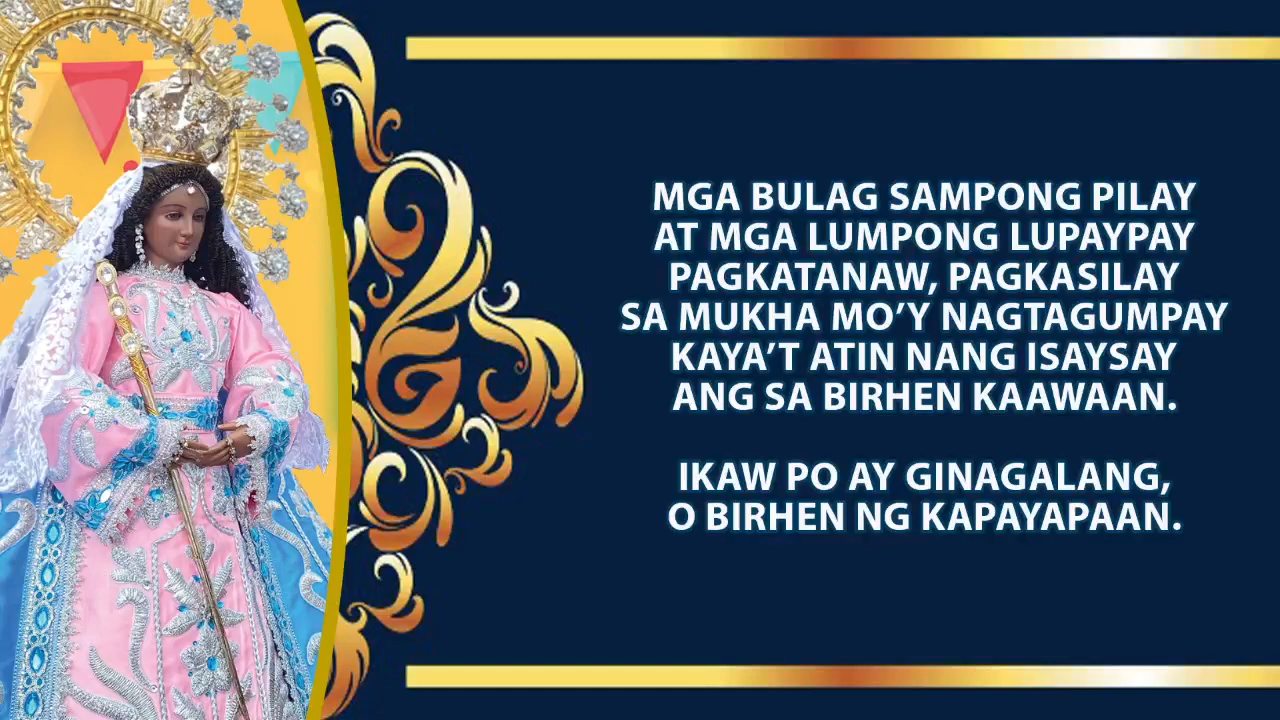 MGA BULAG SAMPONG PILAY
AT MGA LUMPONG LUPAYPAY
PAGKATANAW, PAGKASILAY
SA MUKHA MO’Y NAGTAGUMPAY
KAYA’T ATIN NANG ISAYSAY
ANG SA BIRHEN KAAWAAN.
IKAW PO AY GINAGALANG,
O BIRHEN NG KAPAYAPAAN.